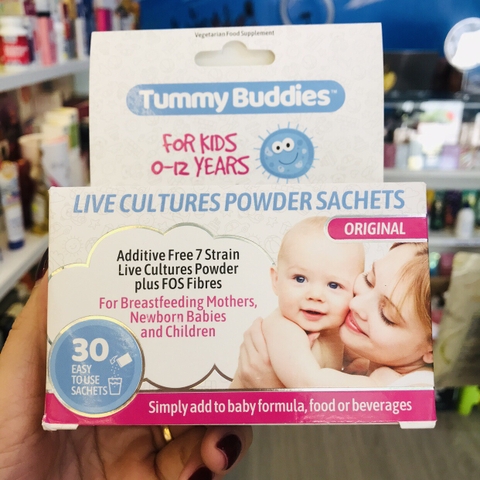 Vegetarian Food Supplement
Tummy Buddies™
FOR KIDS
0-12 YEARS
LIVE CULTURES POWDER SACHETS
ORIGINAL
Additive Free 7 Strain
Live Cultures Powder
plus FOS Fibres
For Breastfeeding Mothers,
Newborn Babies
and Children
30
EASY
TO USE
SACHETS
Simply add to baby formula, food or beverages